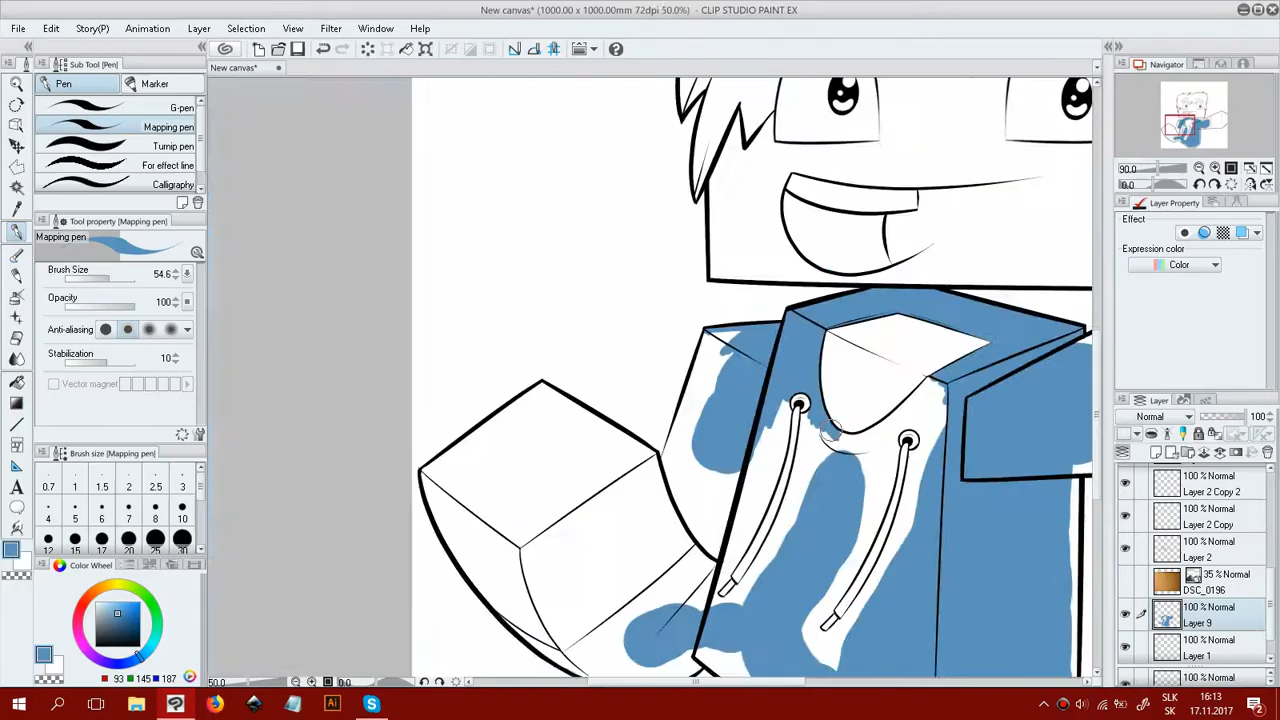 New canvas* (1000.00 x 1000.00mm 72dpi 50.0%) - CLIP STUDIO PAINT EX
File Edit Story(P) Animation Layer Selection View Filter Window Help
Sub Tool[Pen]
Pen Marker
G-pen
Mapping pen
Turnip pen
For effect line
Calligraphy
Tool property[Mapping pen]
Mapping pen
Brush Size 54.6
Opacity 100
Anti-aliasing
Stabilization 10
Vector magnet
Brush size[Mapping pen]
0.7 1 1.5 2 2.5 3
4 5 6 7 8 10
12 15 17 20 25 30
Color Wheel
93 145 187
New canvas*
50.0 0.0
Navigator
90.0
0.0
Layer Property
Effect
Expression color
Color
Layer
Normal 100
100 % Normal
Layer 2 Copy 2
100 % Normal
Layer 2 Copy
100 % Normal
Layer 2
35 % Normal
DSC_0196
100 % Normal
Layer 9
100 % Normal
Layer 1
100 % Normal
SLK
SK
16:13
17.11.2017
2